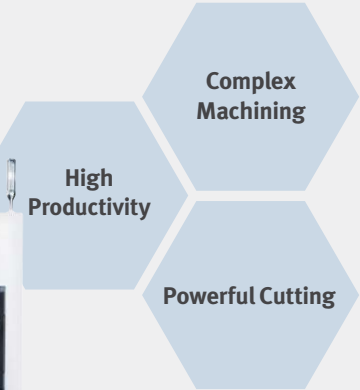 Complex
Machining
High
Productivity
Powerful Cutting